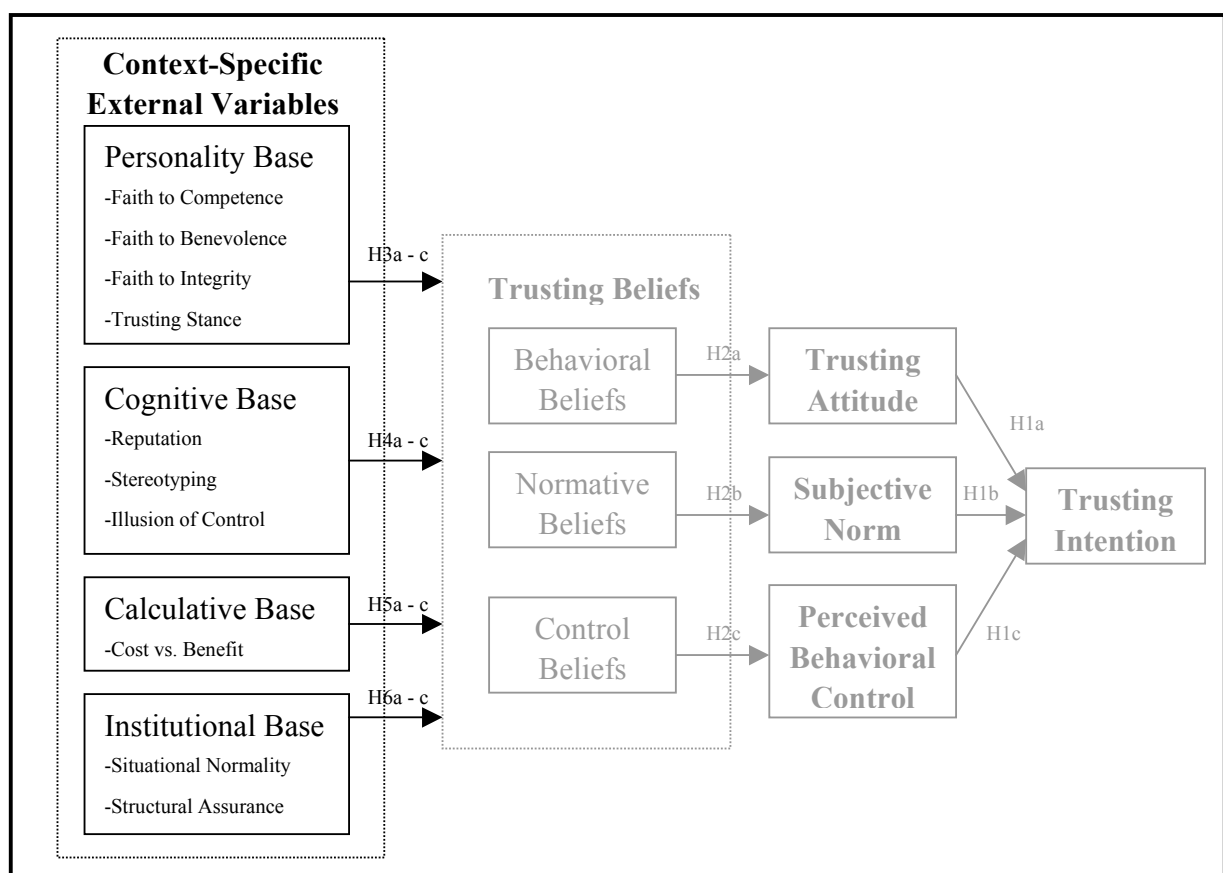 Context-Specific
External Variables
Personality Base
-Faith to Competence
-Faith to Benevolence
-Faith to Integrity
-Trusting Stance
H3a - c
Cognitive Base
-Reputation
-Stereotyping
-Illusion of Control
H4a - c
Calculative Base
-Cost vs. Benefit
H5a - c
Institutional Base
-Situational Normality
-Structural Assurance
H6a - c
Trusting Beliefs
Behavioral
Beliefs
H2a
Trusting
Attitude
H1a
Normative
Beliefs
H2b
Subjective
Norm
H1b
Trusting
Intention
Control
Beliefs
H2c
Perceived
Behavioral
Control
H1c